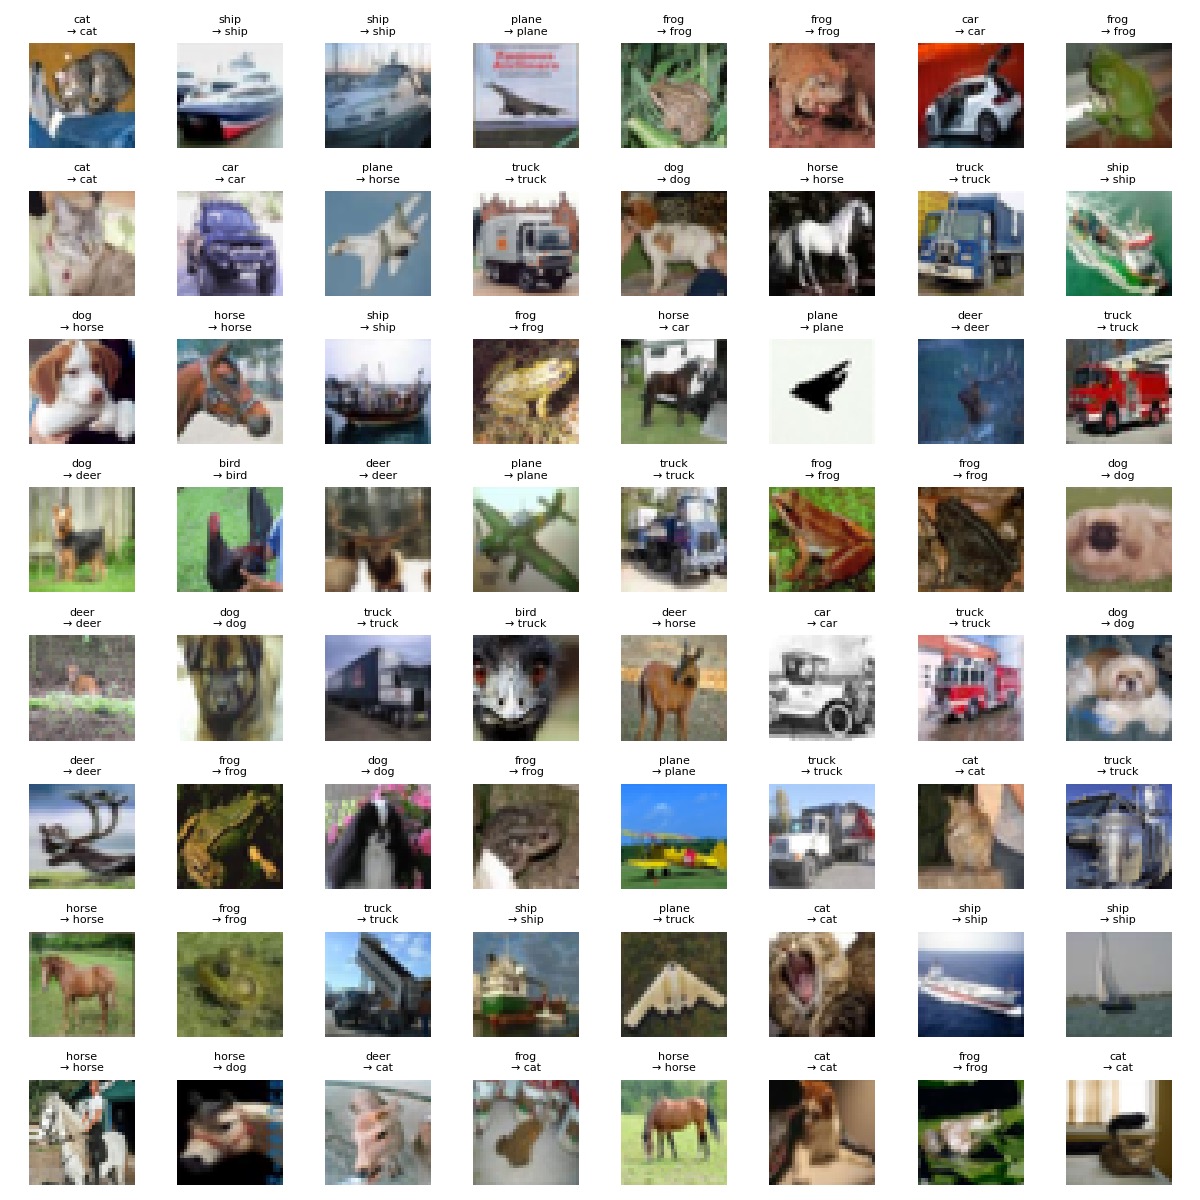 cat
→ cat
ship
→ ship
ship
→ ship
plane
→ plane
frog
→ frog
frog
→ frog
car
→ car
frog
→ frog
cat
→ cat
car
→ car
plane
→ horse
truck
→ truck
dog
→ dog
horse
→ horse
truck
→ truck
ship
→ ship
dog
→ horse
horse
→ horse
ship
→ ship
frog
→ frog
horse
→ car
plane
→ plane
deer
→ deer
truck
→ truck
dog
→ deer
bird
→ bird
deer
→ deer
plane
→ plane
truck
→ truck
frog
→ frog
frog
→ frog
dog
→ dog
deer
→ deer
dog
→ dog
truck
→ truck
bird
→ truck
deer
→ horse
car
→ car
truck
→ truck
dog
→ dog
deer
→ deer
frog
→ frog
dog
→ dog
frog
→ frog
plane
→ plane
truck
→ truck
cat
→ cat
truck
→ truck
horse
→ horse
frog
→ frog
truck
→ truck
ship
→ ship
plane
→ truck
cat
→ cat
ship
→ ship
ship
→ ship
horse
→ horse
horse
→ dog
deer
→ cat
frog
→ cat
horse
→ horse
cat
→ cat
frog
→ frog
cat
→ cat